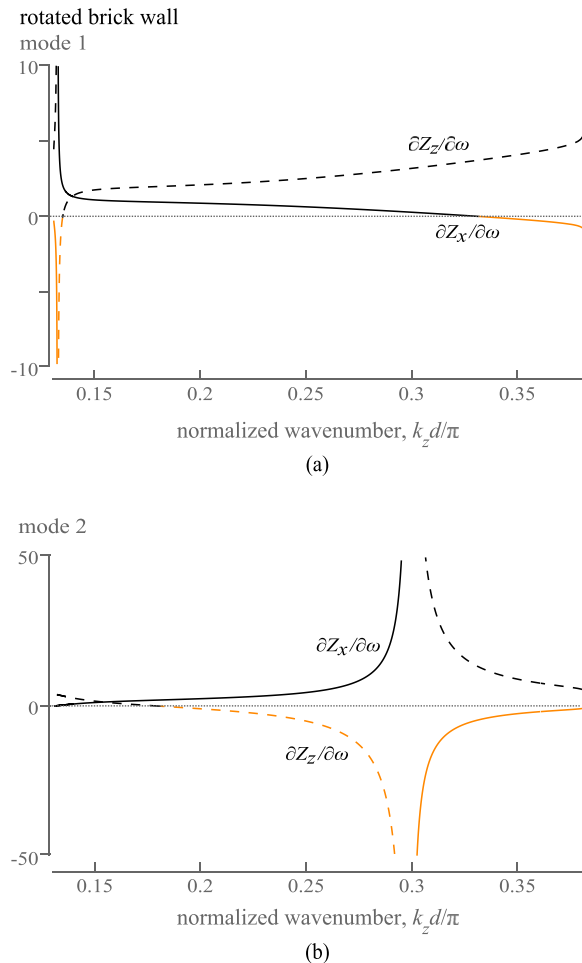 rotated brick wall
mode 1
10
∂Z_z/∂ω
0
∂Z_x/∂ω
-10
0.15 0.2 0.25 0.3 0.35
normalized wavenumber, k_z d/π
(a)
mode 2
50
∂Z_x/∂ω
0
∂Z_z/∂ω
-50
0.15 0.2 0.25 0.3 0.35
normalized wavenumber, k_z d/π
(b)